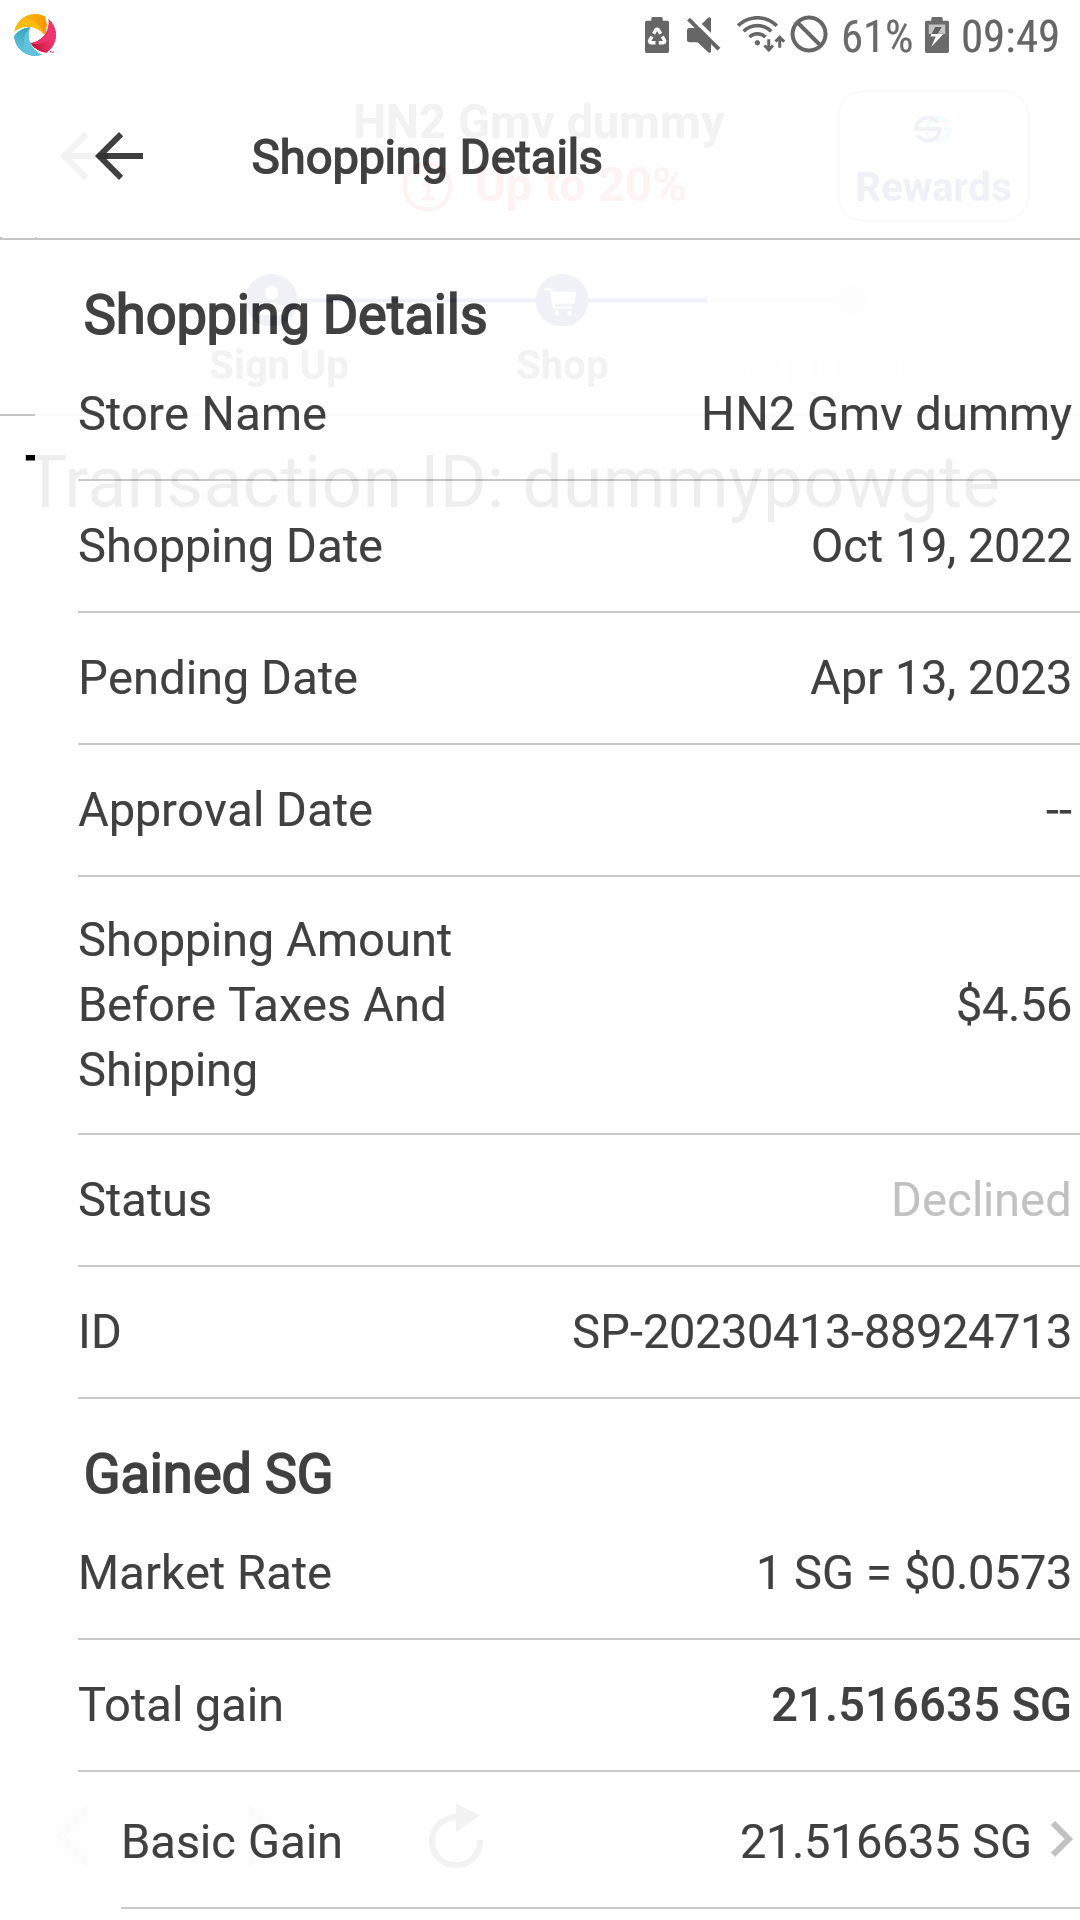 61% 09:49
HN2 Gmv dummy
Shopping Details
Up to 20%
Rewards
Shopping Details
Sign Up
Shop
Crypto Back
Store Name HN2 Gmv dummy
Transaction ID: dummypowgte
Shopping Date Oct 19, 2022
Pending Date Apr 13, 2023
Approval Date --
Shopping Amount
Before Taxes And $4.56
Shipping
Status Declined
ID SP-20230413-88924713
Gained SG
Market Rate 1 SG = $0.0573
Total gain 21.516635 SG
Basic Gain 21.516635 SG